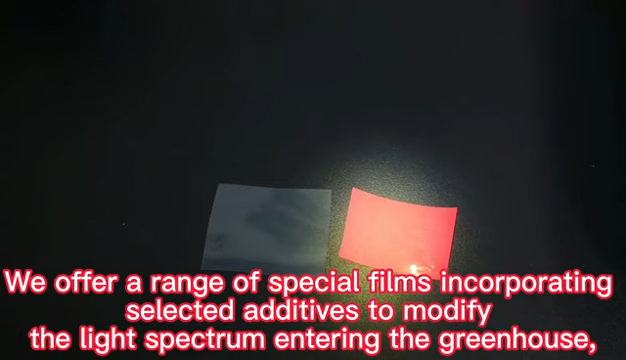 We offer a range of special films incorporating
selected additives to modify
the light spectrum entering the greenhouse,